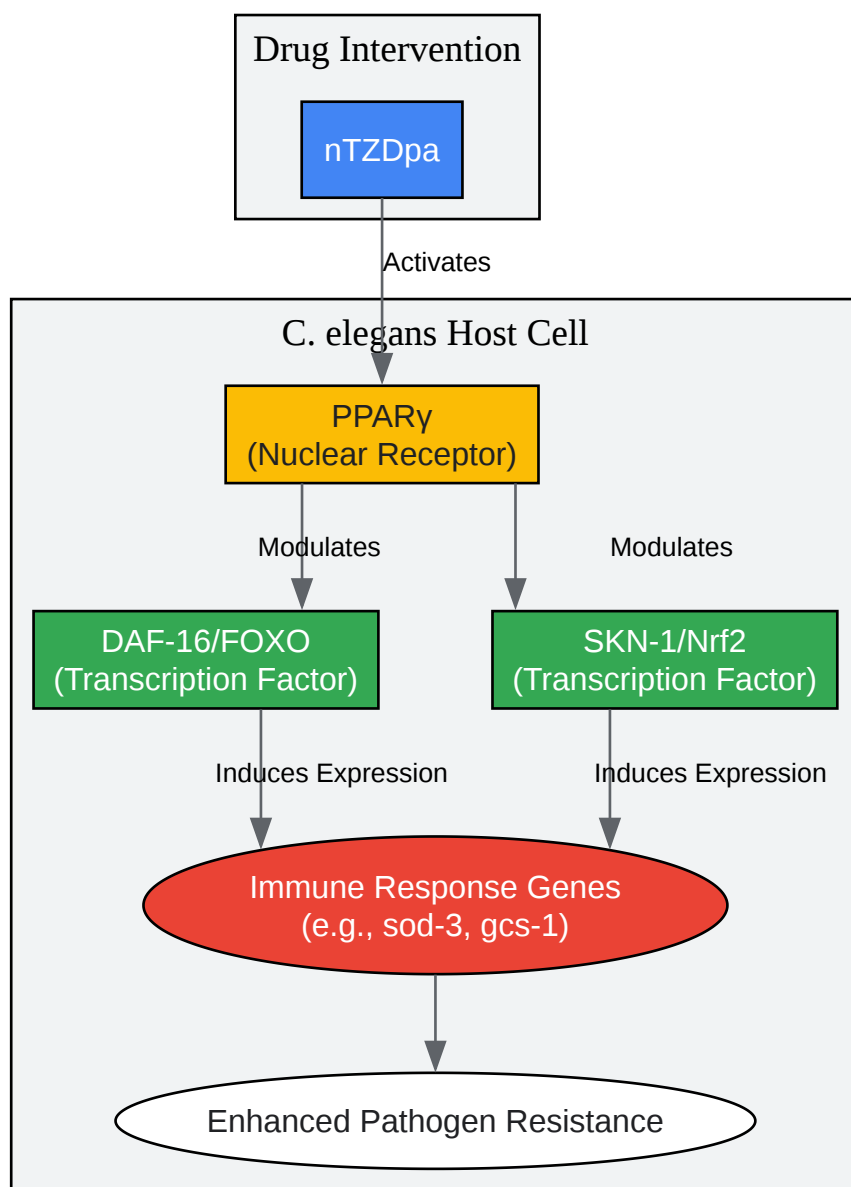 Drug Intervention
nTZDpa
Activates
C. elegans Host Cell
PPARγ
(Nuclear Receptor)
Modulates
Modulates
DAF-16/FOXO
(Transcription Factor)
SKN-1/Nrf2
(Transcription Factor)
Induces Expression
Induces Expression
Immune Response Genes
(e.g., sod-3, gcs-1)
Enhanced Pathogen Resistance